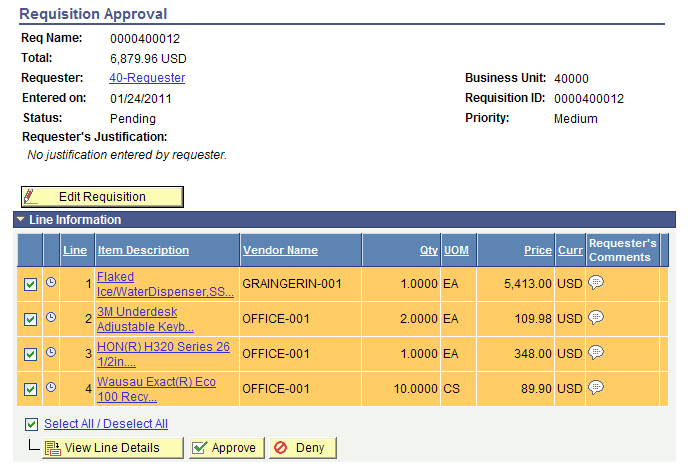 Requisition Approval
Req Name: 0000400012
Total: 6,879.96 USD
Requester: 40-Requester Business Unit: 40000
Entered on: 01/24/2011 Requisition ID: 0000400012
Status: Pending Priority: Medium
Requester's Justification:
No justification entered by requester.
Edit Requisition
Line Information
Line Item Description Vendor Name Qty UOM Price Curr Requester's Comments
1 Flaked Ice/WaterDispenser,SS... GRAINGERIN-001 1.0000 EA 5,413.00 USD
2 3M Underdesk Adjustable Keyb... OFFICE-001 2.0000 EA 109.98 USD
3 HON(R) H320 Series 26 1/2in.... OFFICE-001 1.0000 EA 348.00 USD
4 Wausau Exact(R) Eco 100 Recy... OFFICE-001 10.0000 CS 89.90 USD
Select All / Deselect All
View Line Details Approve Deny